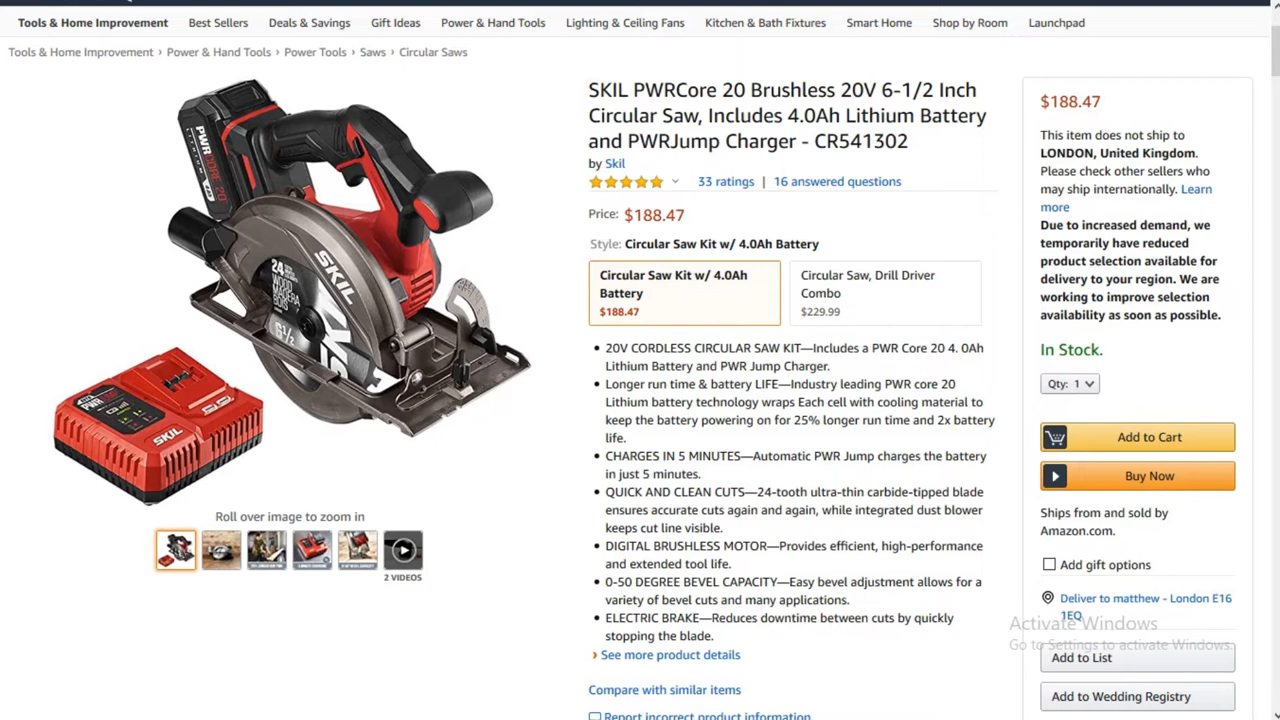 Tools & Home Improvement Best Sellers Deals & Savings Gift Ideas Power & Hand Tools Lighting & Ceiling Fans Kitchen & Bath Fixtures Smart Home Shop by Room Launchpad
Tools & Home Improvement › Power & Hand Tools › Power Tools › Saws › Circular Saws
PWR CORE 20
SKIL
24
WOOD
MADERA
BOIS
6 1/2
SKIL
Roll over image to zoom in
2 VIDEOS
SKIL PWRCore 20 Brushless 20V 6-1/2 Inch
Circular Saw, Includes 4.0Ah Lithium Battery
and PWRJump Charger - CR541302
by Skil
33 ratings | 16 answered questions
Price: $188.47
Style: Circular Saw Kit w/ 4.0Ah Battery
Circular Saw Kit w/ 4.0Ah
Battery
$188.47
Circular Saw, Drill Driver
Combo
$229.99
• 20V CORDLESS CIRCULAR SAW KIT—Includes a PWR Core 20 4. 0Ah
Lithium Battery and PWR Jump Charger.
• Longer run time & battery LIFE—Industry leading PWR core 20
Lithium battery technology wraps Each cell with cooling material to
keep the battery powering on for 25% longer run time and 2x battery
life.
• CHARGES IN 5 MINUTES—Automatic PWR Jump charges the battery
in just 5 minutes.
• QUICK AND CLEAN CUTS—24-tooth ultra-thin carbide-tipped blade
ensures accurate cuts again and again, while integrated dust blower
keeps cut line visible.
• DIGITAL BRUSHLESS MOTOR—Provides efficient, high-performance
and extended tool life.
• 0-50 DEGREE BEVEL CAPACITY—Easy bevel adjustment allows for a
variety of bevel cuts and many applications.
• ELECTRIC BRAKE—Reduces downtime between cuts by quickly
stopping the blade.
› See more product details
Compare with similar items
Report incorrect product information
$188.47
This item does not ship to
LONDON, United Kingdom.
Please check other sellers who
may ship internationally. Learn
more
Due to increased demand, we
temporarily have reduced
product selection available for
delivery to your region. We are
working to improve selection
availability as soon as possible.
In Stock.
Qty: 1
Add to Cart
Buy Now
Ships from and sold by
Amazon.com.
Add gift options
Deliver to matthew - London E16
1EQ
Activate Windows
Go to Settings to activate Windows.
Add to List
Add to Wedding Registry